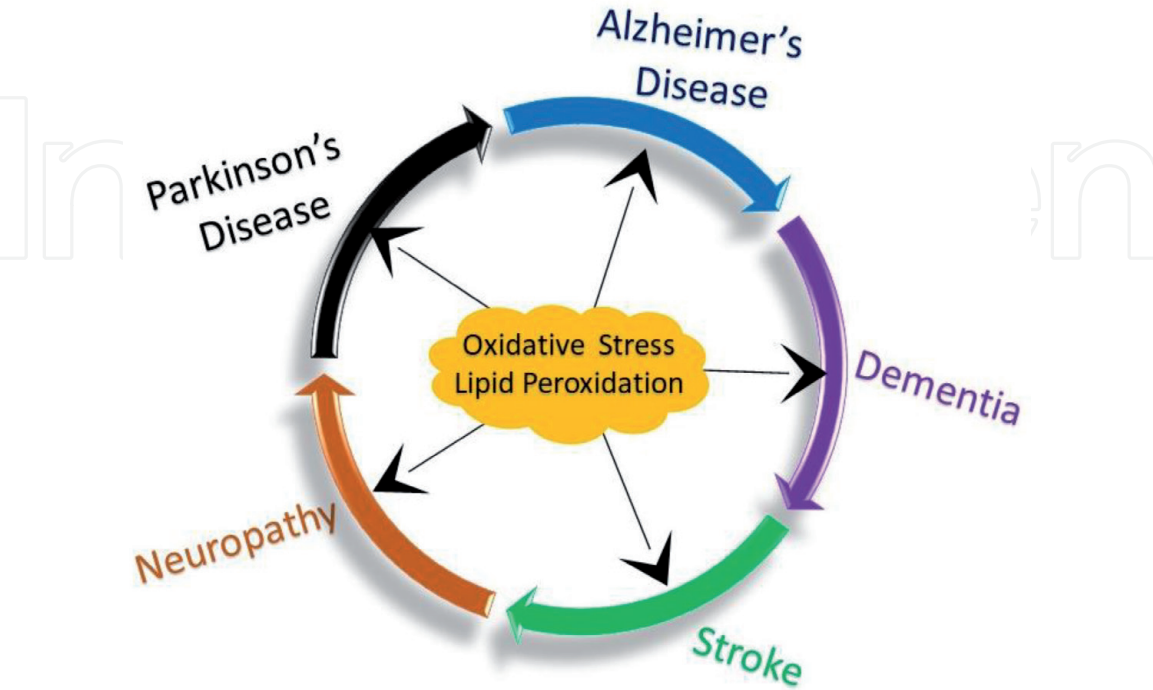 Alzheimer’s
Disease
Parkinson’s
Disease
Oxidative Stress
Lipid Peroxidation
Dementia
Neuropathy
Stroke